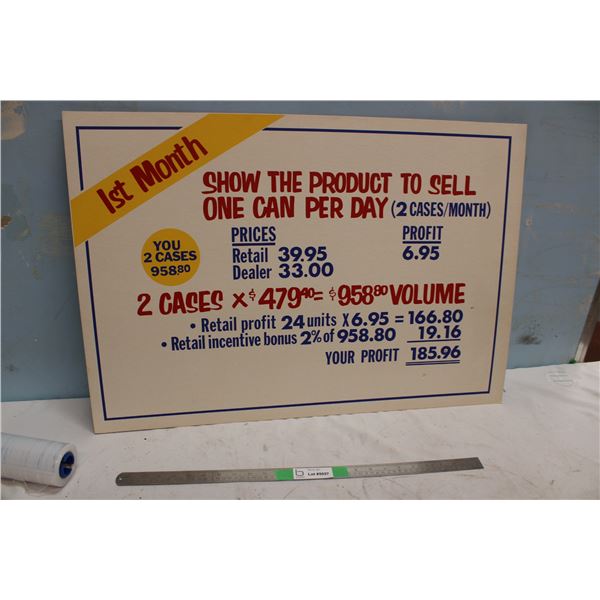 1st Month
SHOW THE PRODUCT TO SELL
ONE CAN PER DAY (2 CASES/MONTH)
YOU
2 CASES
958.80
PRICES PROFIT
Retail 39.95 6.95
Dealer 33.00
2 CASES X $479.40 = $958.80 VOLUME
• Retail profit 24 units X 6.95 = 166.80
• Retail incentive bonus 2% of 958.80 19.16
YOUR PROFIT 185.96
Lot #5037